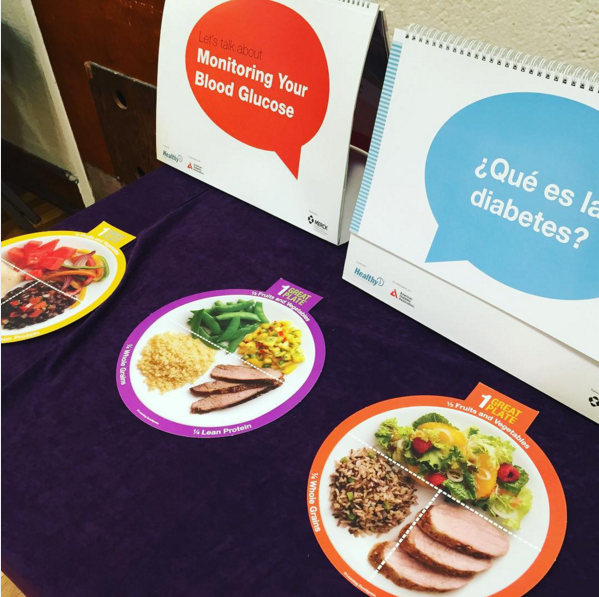 Let's talk about
Monitoring Your
Blood Glucose
Healthy
MERCK
¿Qué es la
diabetes?
Healthy
1 GREAT PLATE
½ Fruits and Vegetables
¼ Whole Grains
¼ Lean Protein
1 GREAT PLATE
½ Fruits and Vegetables
¼ Whole Grains